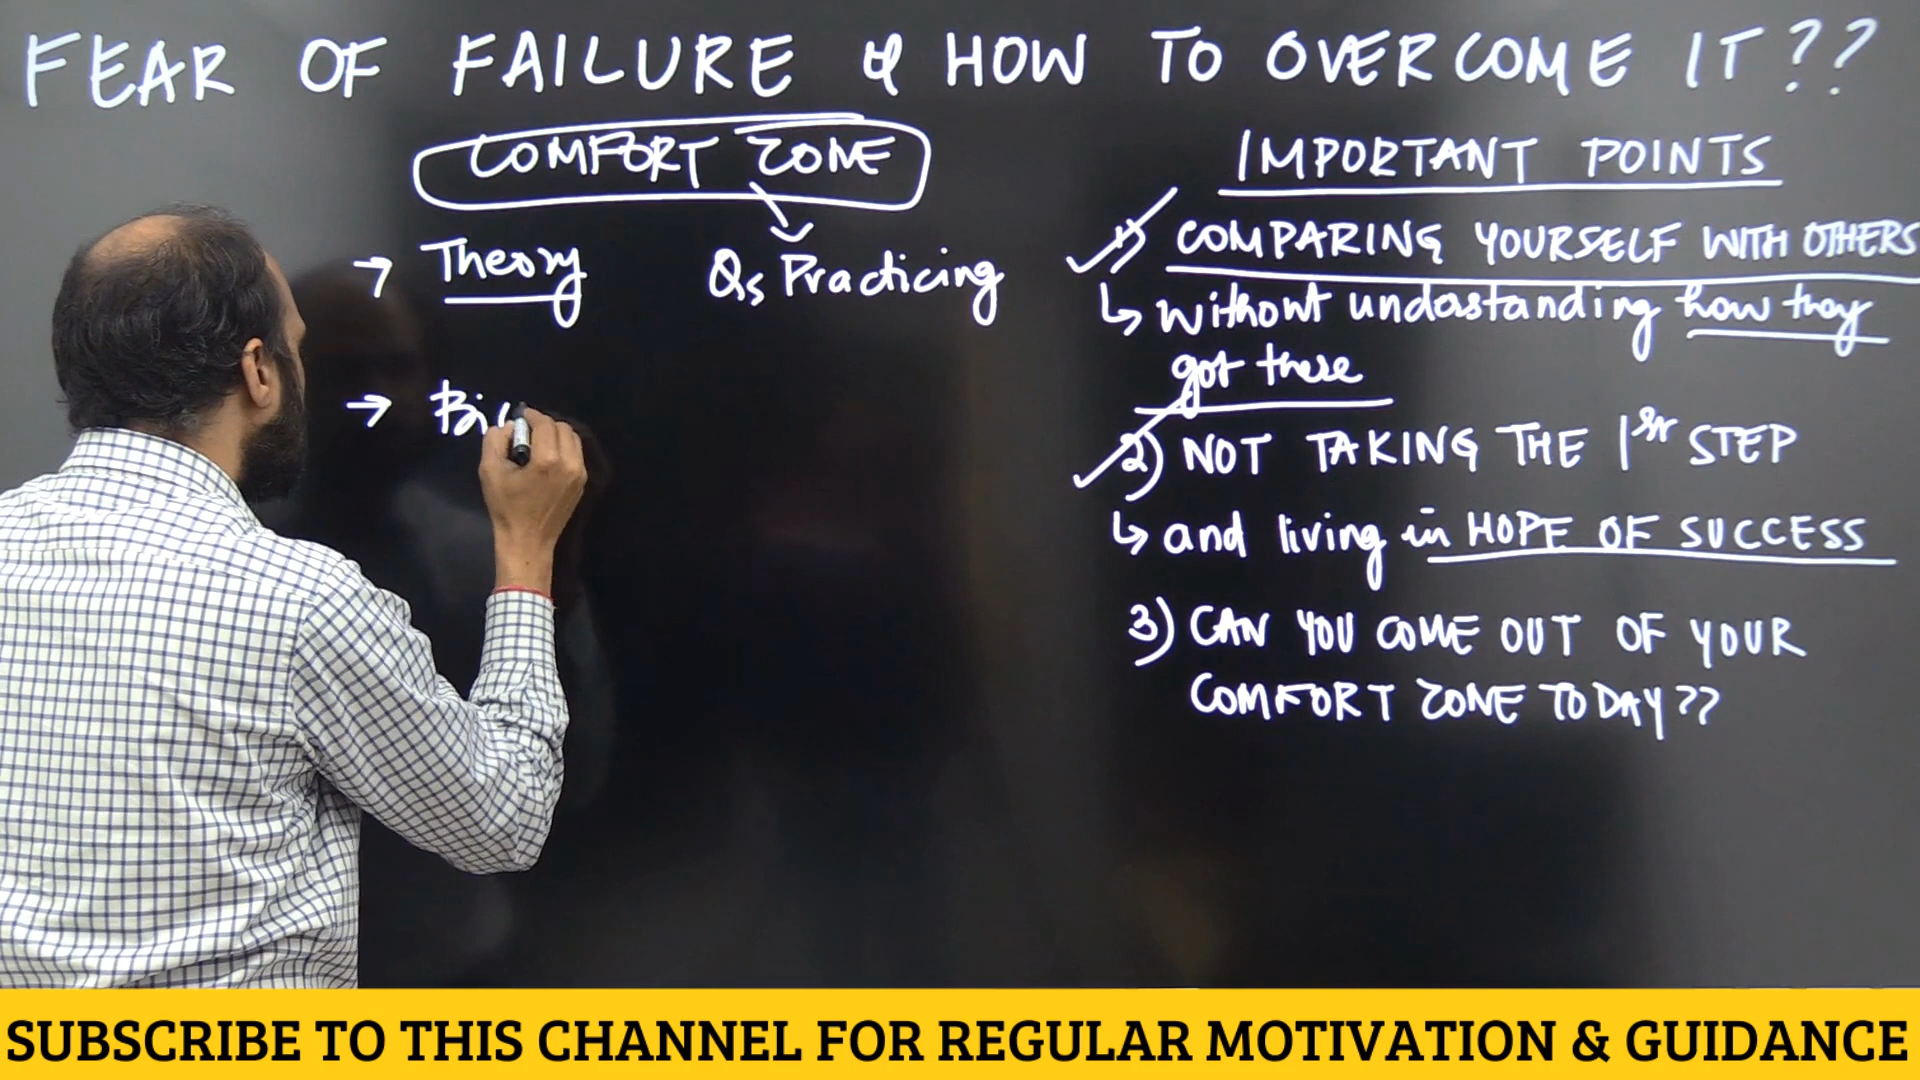 FEAR OF FAILURE & HOW TO OVERCOME IT??
COMFORT ZONE
→ Theory Qs Practicing
→ Bi
IMPORTANT POINTS
1) COMPARING YOURSELF WITH OTHERS
↳ without understanding how they
got there
2) NOT TAKING THE 1st STEP
↳ and living in HOPE OF SUCCESS
3) CAN YOU COME OUT OF YOUR
COMFORT ZONE TODAY??
SUBSCRIBE TO THIS CHANNEL FOR REGULAR MOTIVATION & GUIDANCE